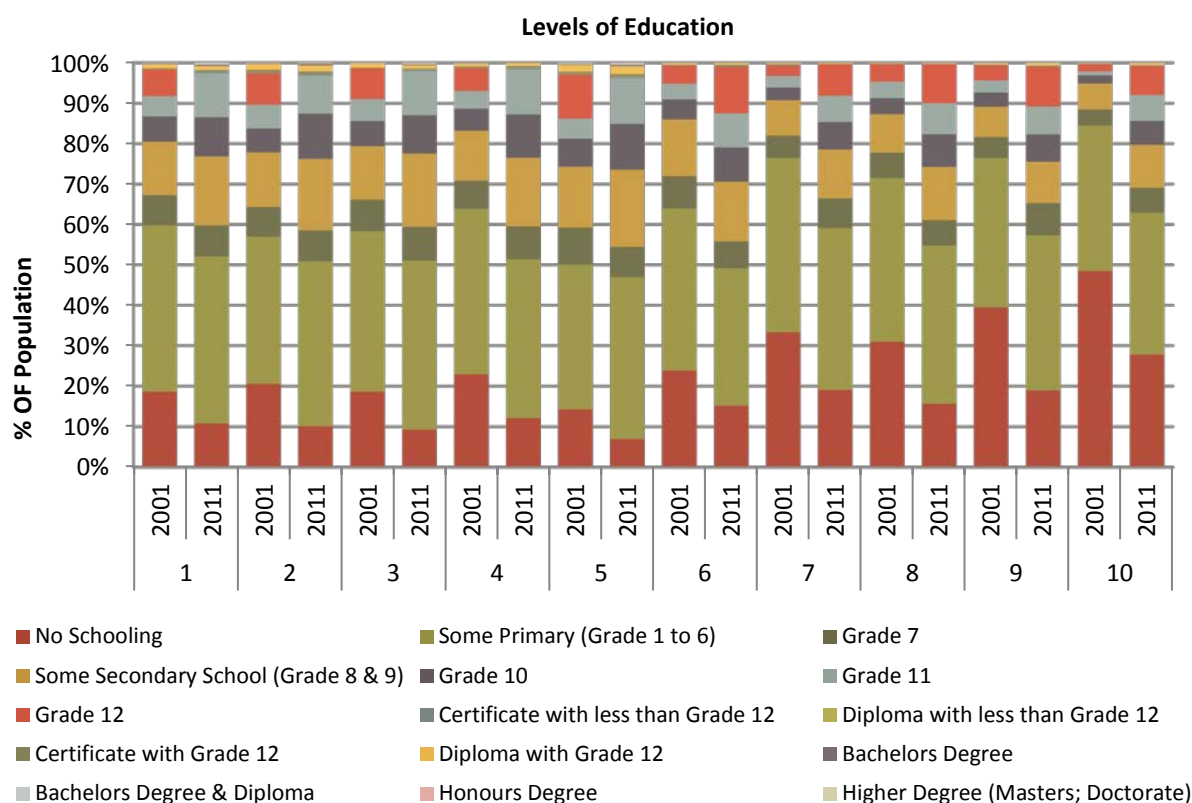 Levels of Education
% OF Population
100%
90%
80%
70%
60%
50%
40%
30%
20%
10%
0%
2001 2011 2001 2011 2001 2011 2001 2011 2001 2011 2001 2011 2001 2011 2001 2011 2001 2011 2001 2011
1 2 3 4 5 6 7 8 9 10
No Schooling Some Primary (Grade 1 to 6) Grade 7
Some Secondary School (Grade 8 & 9) Grade 10 Grade 11
Grade 12 Certificate with less than Grade 12 Diploma with less than Grade 12
Certificate with Grade 12 Diploma with Grade 12 Bachelors Degree
Bachelors Degree & Diploma Honours Degree Higher Degree (Masters; Doctorate)